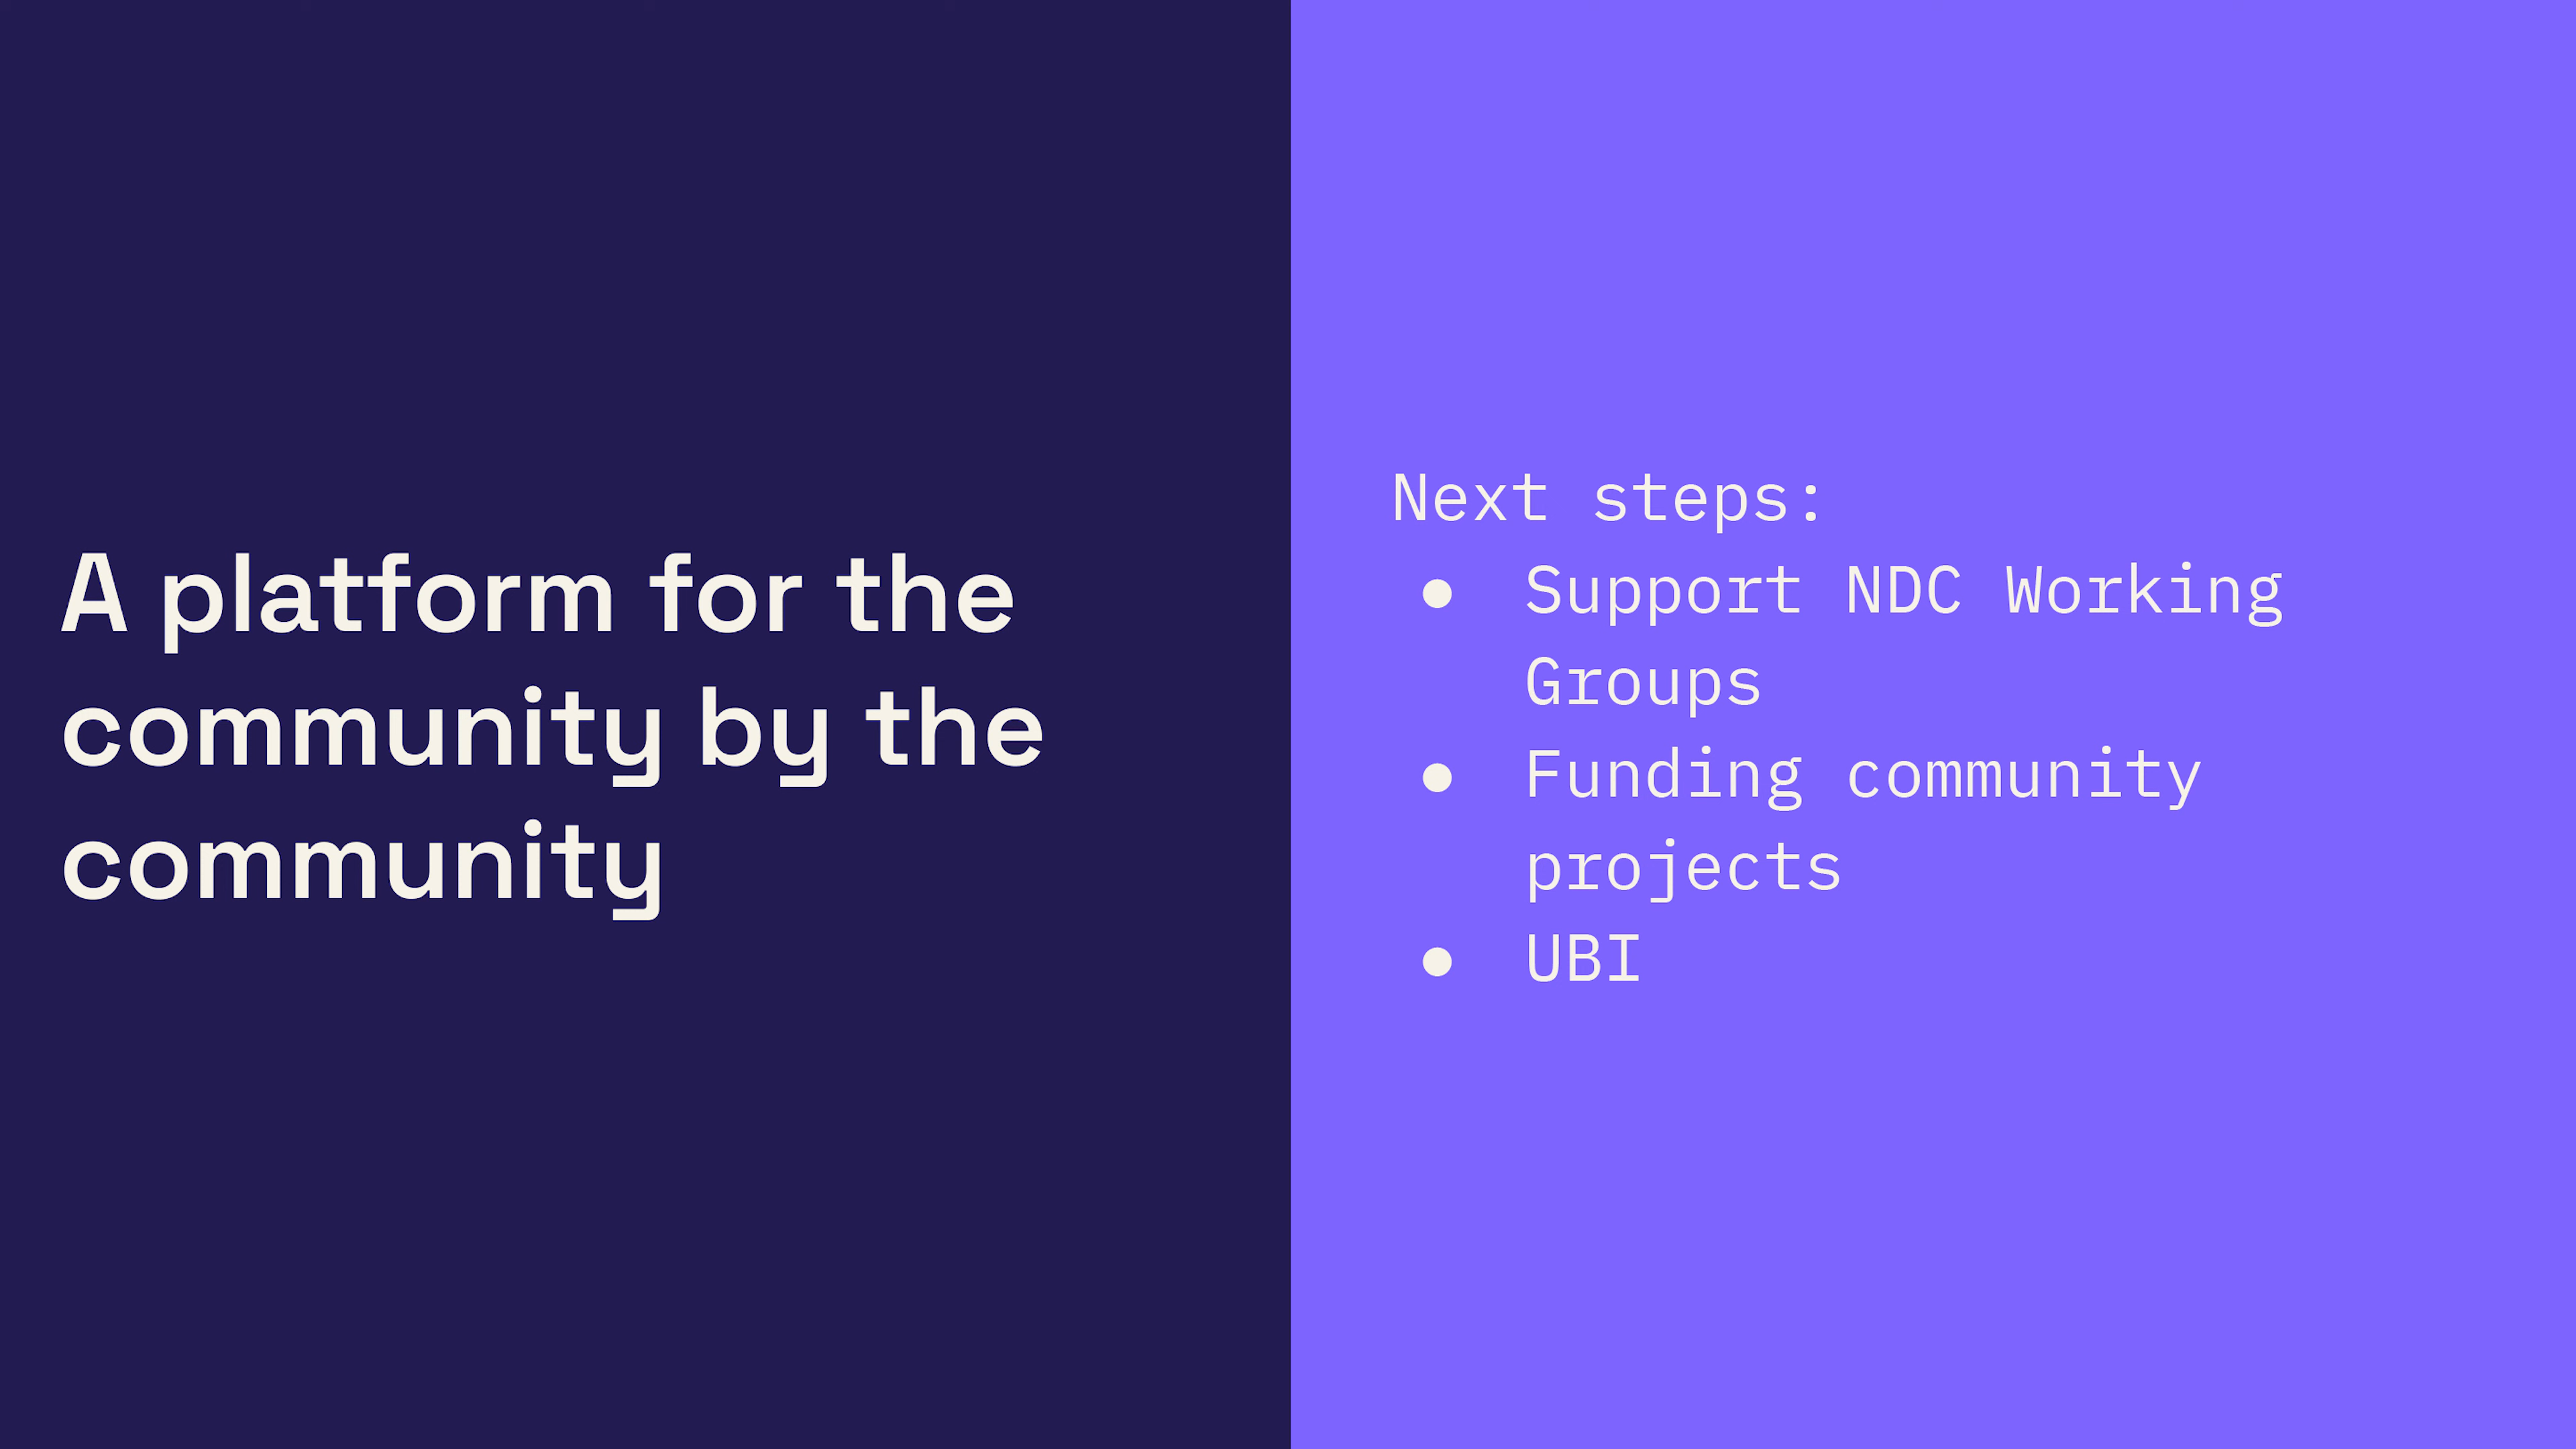 A platform for the
community by the
community
Next steps:
● Support NDC Working
Groups
● Funding community
projects
● UBI